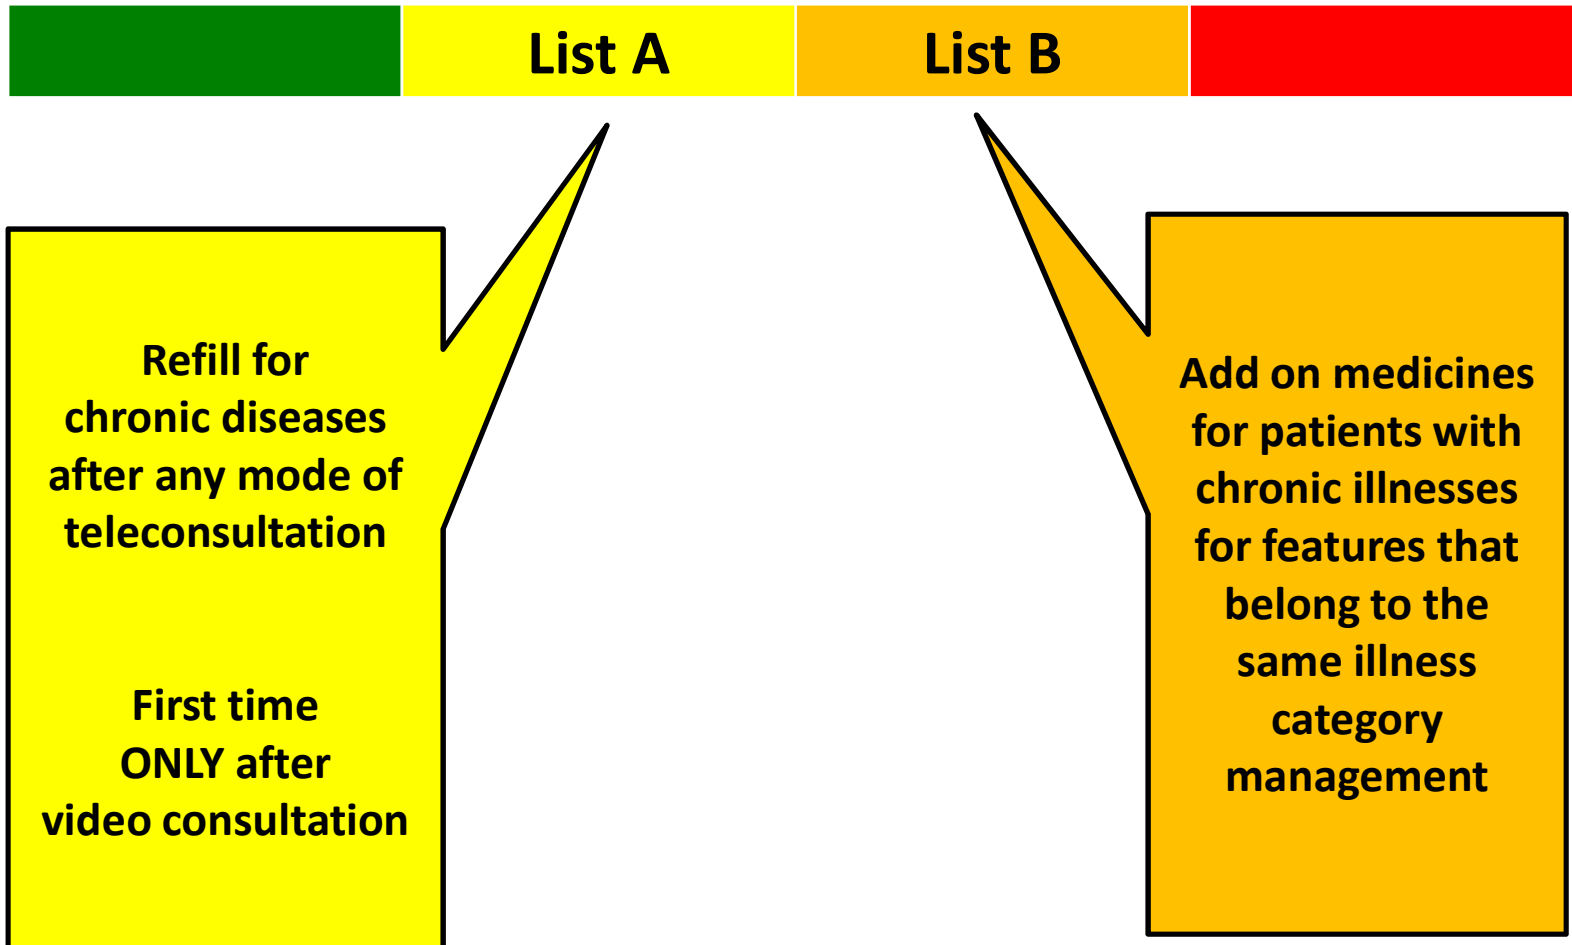 List A
List B
Refill for
chronic diseases
after any mode of
teleconsultation
First time
ONLY after
video consultation
Add on medicines
for patients with
chronic illnesses
for features that
belong to the
same illness
category
management